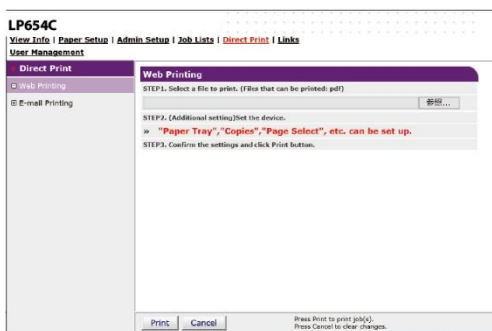 LP654C
View Info | Paper Setup | Admin Setup | Job Lists | Direct Print | Links
User Management
Direct Print
Web Printing
E-mail Printing
Web Printing
STEP1. Select a file to print. (Files that can be printed: pdf)
参照...
STEP2. (Additional setting)Set the device.
» "Paper Tray","Copies","Page Select", etc. can be set up.
STEP3. Confirm the settings and click Print button.
Print Cancel
Press Print to print job(s).
Press Cancel to clear changes.